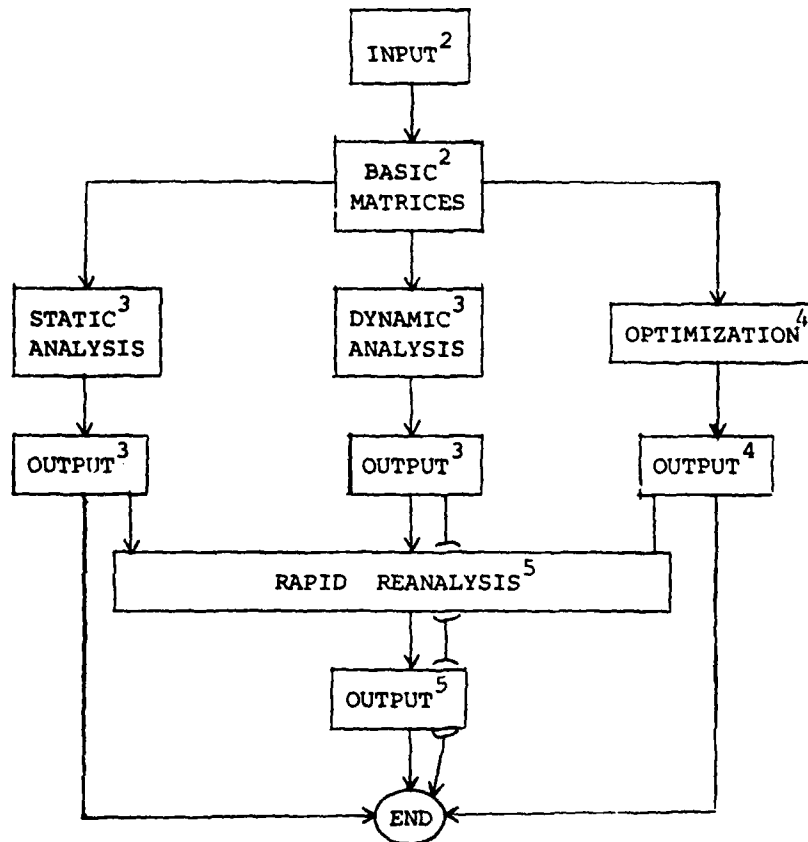 INPUT²
BASIC²
MATRICES
STATIC³
ANALYSIS
DYNAMIC³
ANALYSIS
OPTIMIZATION⁴
OUTPUT³
OUTPUT³
OUTPUT⁴
RAPID REANALYSIS⁵
OUTPUT⁵
END